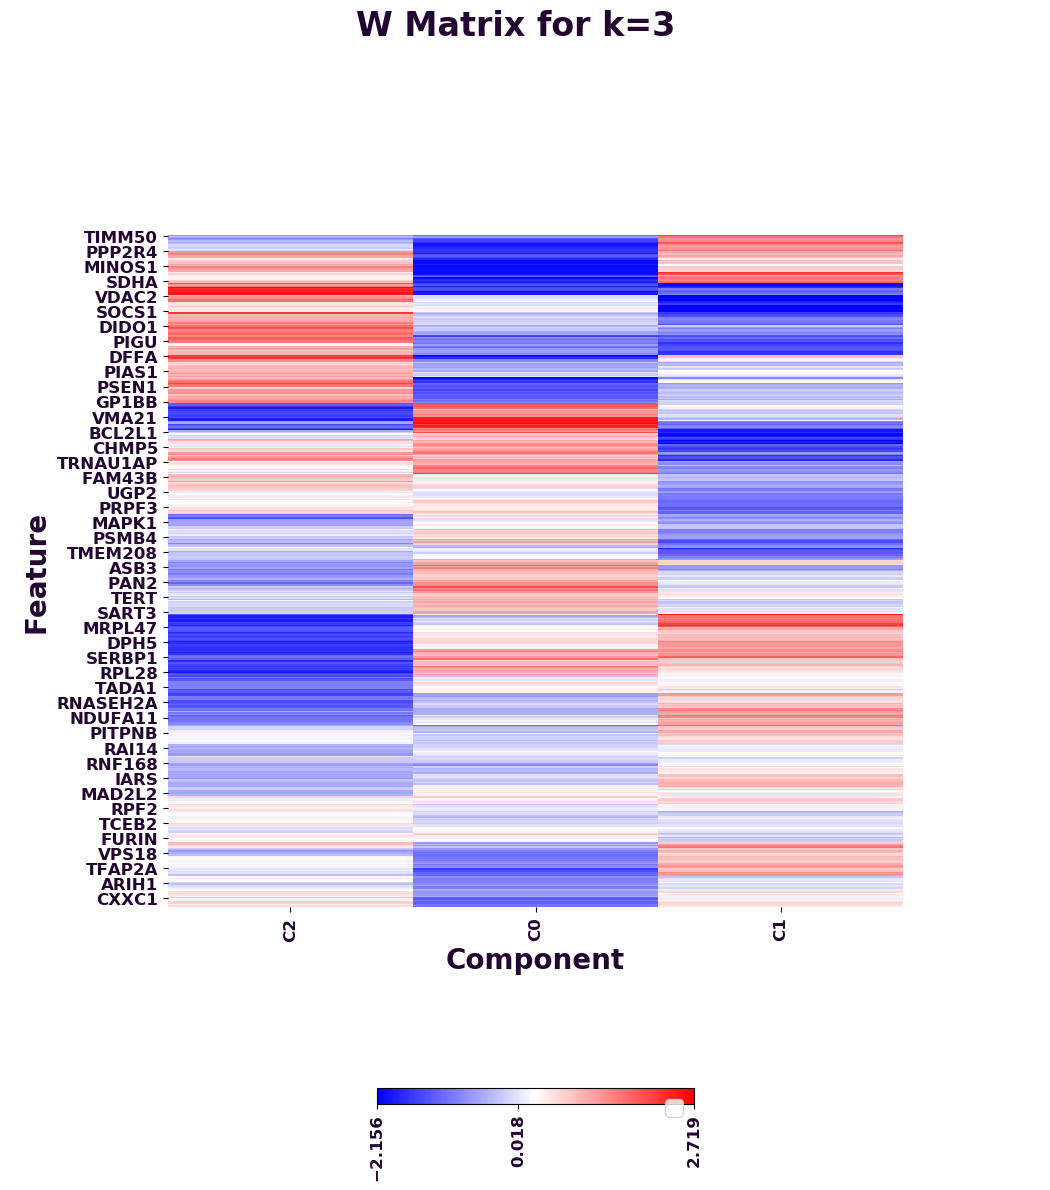 W Matrix for k=3
TIMM50
PPP2R4
MINOS1
SDHA
VDAC2
SOCS1
DIDO1
PIGU
DFFA
PIAS1
PSEN1
GP1BB
VMA21
BCL2L1
CHMP5
TRNAU1AP
FAM43B
UGP2
PRPF3
MAPK1
PSMB4
TMEM208
ASB3
PAN2
TERT
SART3
MRPL47
DPH5
SERBP1
RPL28
TADA1
RNASEH2A
NDUFA11
PITPNB
RAI14
RNF168
IARS
MAD2L2
RPF2
TCEB2
FURIN
VPS18
TFAP2A
ARIH1
CXXC1
Feature
C2
C0
C1
Component
−2.156
0.018
2.719